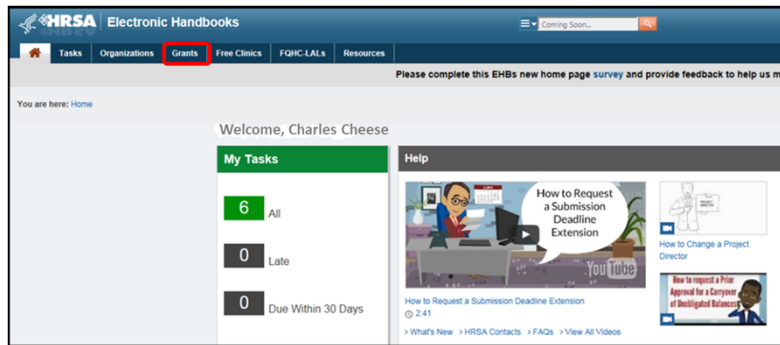 HRSA Electronic Handbooks
Coming Soon...
Tasks Organizations Grants Free Clinics FQHC-LALs Resources
Please complete this EHBs new home page survey and provide feedback to help us m
You are here: Home
Welcome, Charles Cheese
My Tasks
6 All
0 Late
0 Due Within 30 Days
Help
How to Request
a Submission
Deadline
Extension
YouTube
How to Request a Submission Deadline Extension
2:41
> What's New > HRSA Contacts > FAQs > View All Videos
PROJECT
DIRECTOR
How to Change a Project
Director
How to request a Prior
Approval for a Carryover
of Unobligated Balances